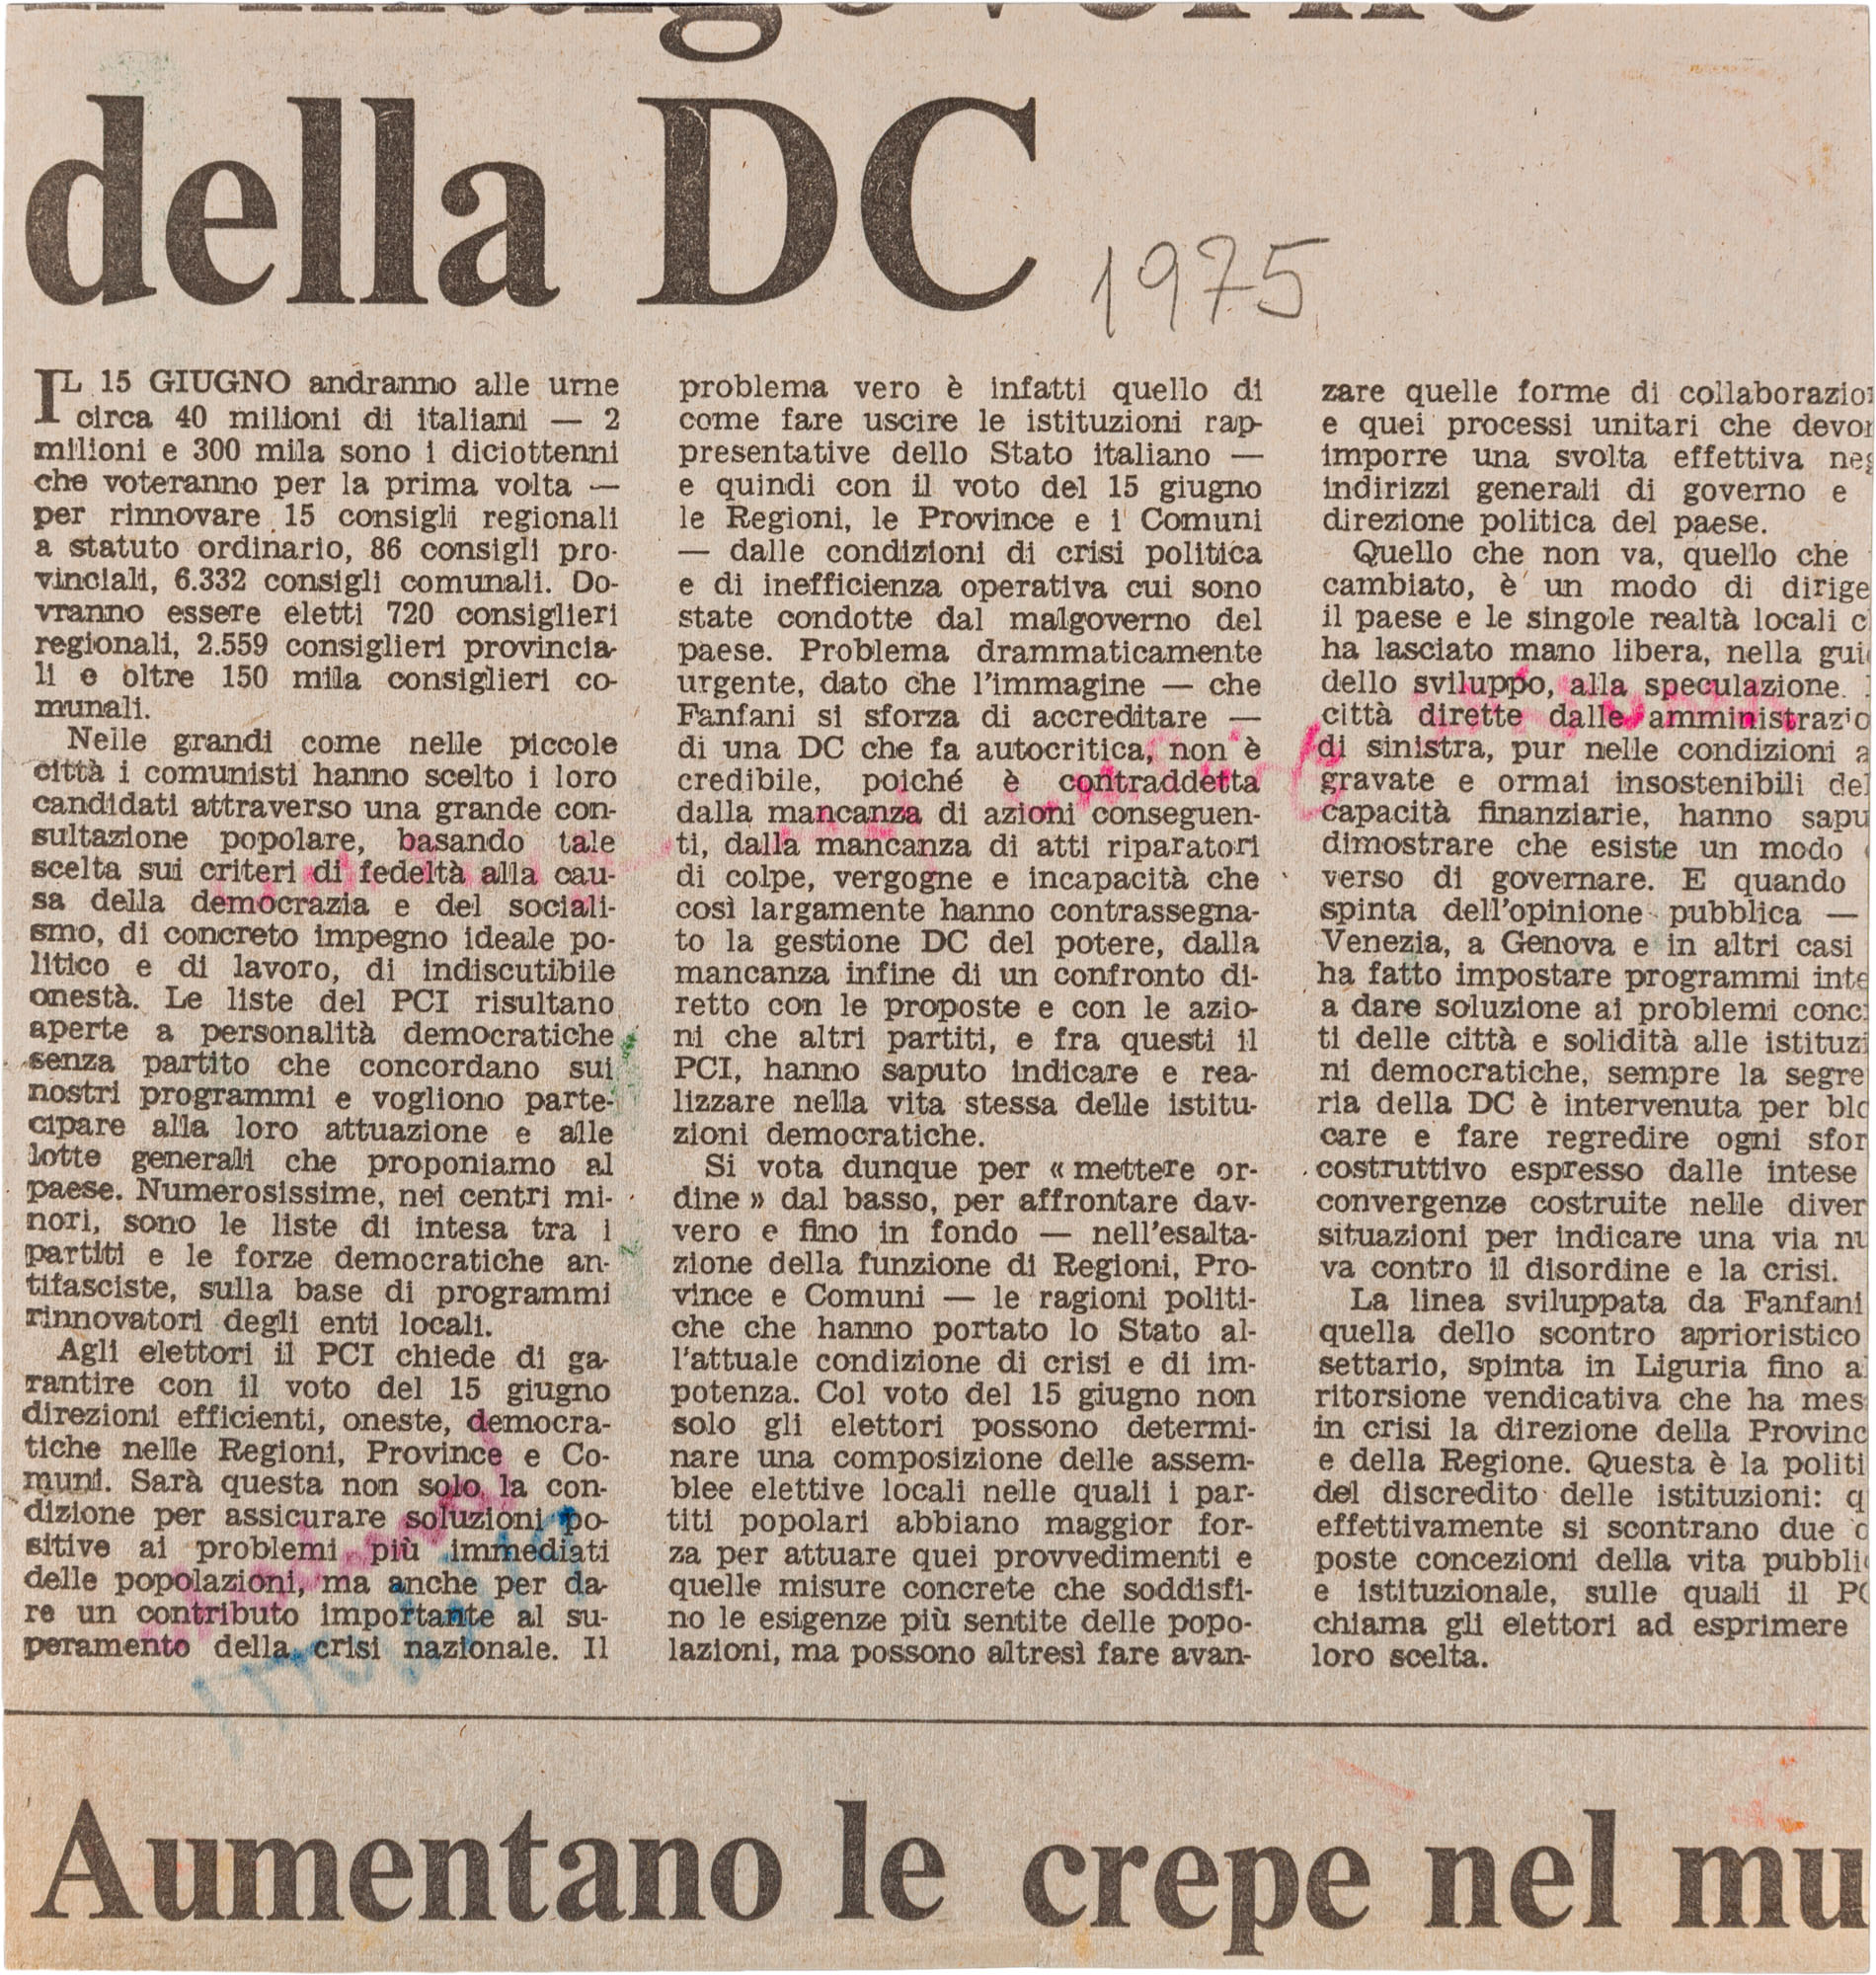 della DC
1975
IL 15 GIUGNO andranno alle urne
circa 40 milioni di italiani — 2
milioni e 300 mila sono i diciottenni
che voteranno per la prima volta —
per rinnovare 15 consigli regionali
a statuto ordinario, 86 consigli pro-
vinciali, 6.332 consigli comunali. Do-
vranno essere eletti 720 consiglieri
regionali, 2.559 consiglieri provincia-
li e oltre 150 mila consiglieri co-
munali.
Nelle grandi come nelle piccole
città i comunisti hanno scelto i loro
candidati attraverso una grande con-
sultazione popolare, basando tale
scelta sui criteri di fedeltà alla cau-
sa della democrazia e del sociali-
smo, di concreto impegno ideale po-
litico e di lavoro, di indiscutibile
onestà. Le liste del PCI risultano
aperte a personalità democratiche
senza partito che concordano sui
nostri programmi e vogliono parte-
cipare alla loro attuazione e alle
lotte generali che proponiamo al
paese. Numerosissime, nei centri mi-
nori, sono le liste di intesa tra i
partiti e le forze democratiche an-
tifasciste, sulla base di programmi
rinnovatori degli enti locali.
Agli elettori il PCI chiede di ga-
rantire con il voto del 15 giugno
direzioni efficienti, oneste, democra-
tiche nelle Regioni, Province e Co-
muni. Sarà questa non solo la con-
dizione per assicurare soluzioni po-
sitive ai problemi più immediati
delle popolazioni, ma anche per da-
re un contributo importante al su-
peramento della crisi nazionale. Il
problema vero è infatti quello di
come fare uscire le istituzioni rap-
presentative dello Stato italiano —
e quindi con il voto del 15 giugno
le Regioni, le Province e i Comuni
— dalle condizioni di crisi politica
e di inefficienza operativa cui sono
state condotte dal malgoverno del
paese. Problema drammaticamente
urgente, dato che l'immagine — che
Fanfani si sforza di accreditare —
di una DC che fa autocritica, non è
credibile, poiché è contraddetta
dalla mancanza di azioni conseguen-
ti, dalla mancanza di atti riparatori
di colpe, vergogne e incapacità che
così largamente hanno contrassegna-
to la gestione DC del potere, dalla
mancanza infine di un confronto di-
retto con le proposte e con le azio-
ni che altri partiti, e fra questi il
PCI, hanno saputo indicare e rea-
lizzare nella vita stessa delle istitu-
zioni democratiche.
Si vota dunque per « mettere or-
dine » dal basso, per affrontare dav-
vero e fino in fondo — nell'esalta-
zione della funzione di Regioni, Pro-
vince e Comuni — le ragioni politi-
che che hanno portato lo Stato al-
l'attuale condizione di crisi e di im-
potenza. Col voto del 15 giugno non
solo gli elettori possono determi-
nare una composizione delle assem-
blee elettive locali nelle quali i par-
titi popolari abbiano maggior for-
za per attuare quei provvedimenti e
quelle misure concrete che soddisfi-
no le esigenze più sentite delle popo-
lazioni, ma possono altresì fare avan-
zare quelle forme di collaborazio
e quei processi unitari che devo
imporre una svolta effettiva ne
indirizzi generali di governo e
direzione politica del paese.
Quello che non va, quello che
cambiato, è un modo di dirige
il paese e le singole realtà locali c
ha lasciato mano libera, nella gui
dello sviluppo, alla speculazione.
città dirette dalle amministrazio
di sinistra, pur nelle condizioni a
gravate e ormai insostenibili del
capacità finanziarie, hanno sapu
dimostrare che esiste un modo
verso di governare. E quando
spinta dell'opinione pubblica —
Venezia, a Genova e in altri casi
ha fatto impostare programmi inte
a dare soluzione ai problemi conc
ti delle città e solidità alle istituzi
ni democratiche, sempre la segre
ria della DC è intervenuta per blo
care e fare regredire ogni sfor
costruttivo espresso dalle intese
convergenze costruite nelle diver
situazioni per indicare una via nu
va contro il disordine e la crisi.
La linea sviluppata da Fanfani
quella dello scontro aprioristico
settario, spinta in Liguria fino a
ritorsione vendicativa che ha mes
in crisi la direzione della Provinc
e della Regione. Questa è la politi
del discredito delle istituzioni: q
effettivamente si scontrano due o
poste concezioni della vita pubbli
e istituzionale, sulle quali il PC
chiama gli elettori ad esprimere
loro scelta.
Aumentano le crepe nel mu